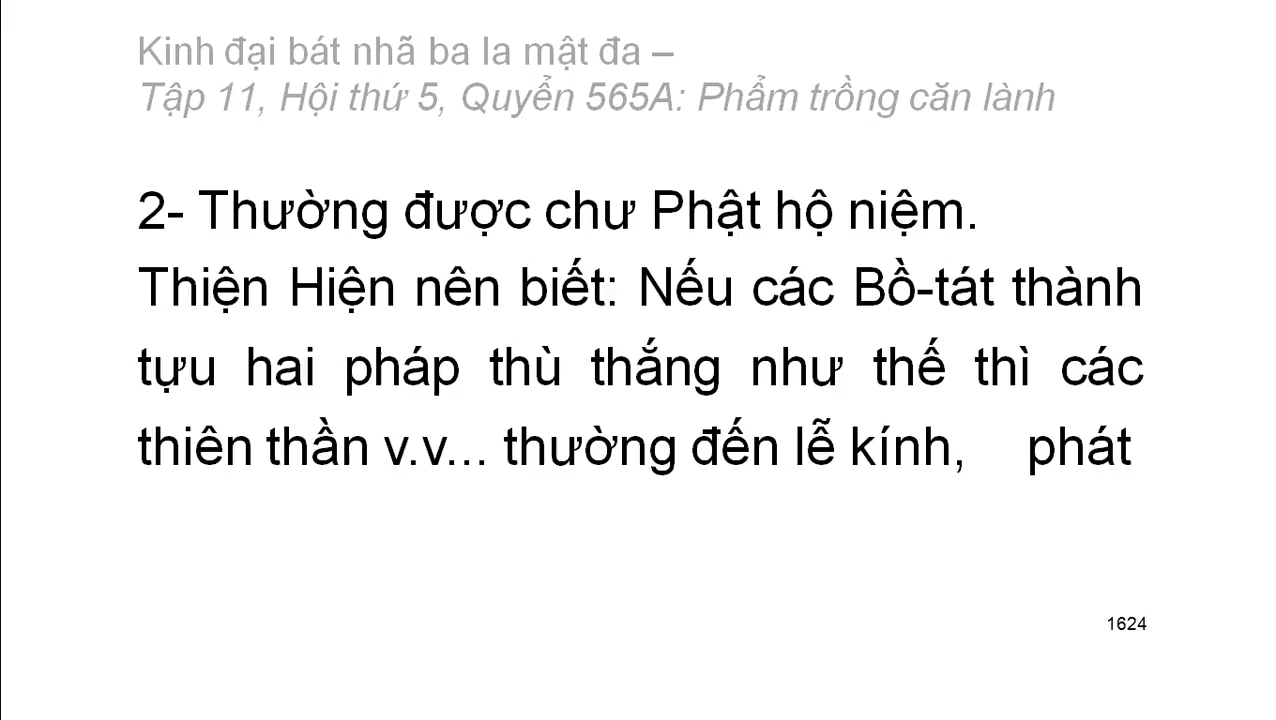 Kinh đại bát nhã ba la mật đa –
Tập 11, Hội thứ 5, Quyển 565A: Phẩm trồng căn lành
2- Thường được chư Phật hộ niệm.
Thiện Hiện nên biết: Nếu các Bồ-tát thành
tựu hai pháp thù thắng như thế thì các
thiên thần v.v... thường đến lễ kính, phát
1624